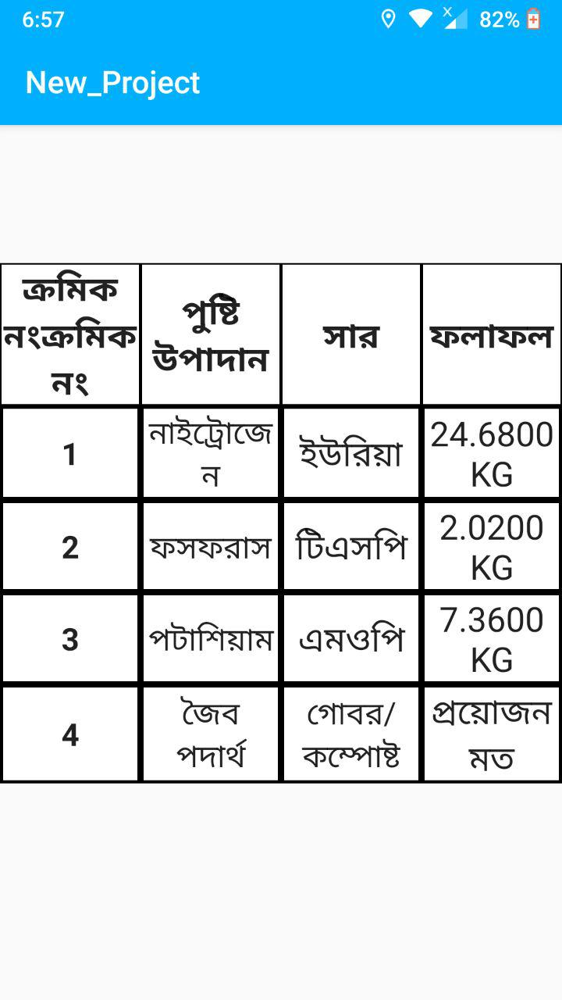 6:57
X
82%
New_Project
ক্রমিক
নংক্রমিক
নং
পুষ্টি
উপাদান
সার
ফলাফল
1
নাইট্রোজে
ন
ইউরিয়া
24.6800
KG
2
ফসফরাস
টিএসপি
2.0200
KG
3
পটাশিয়াম
এমওপি
7.3600
KG
4
জৈব
পদার্থ
গোবর/
কম্পোষ্ট
প্রয়োজন
মত